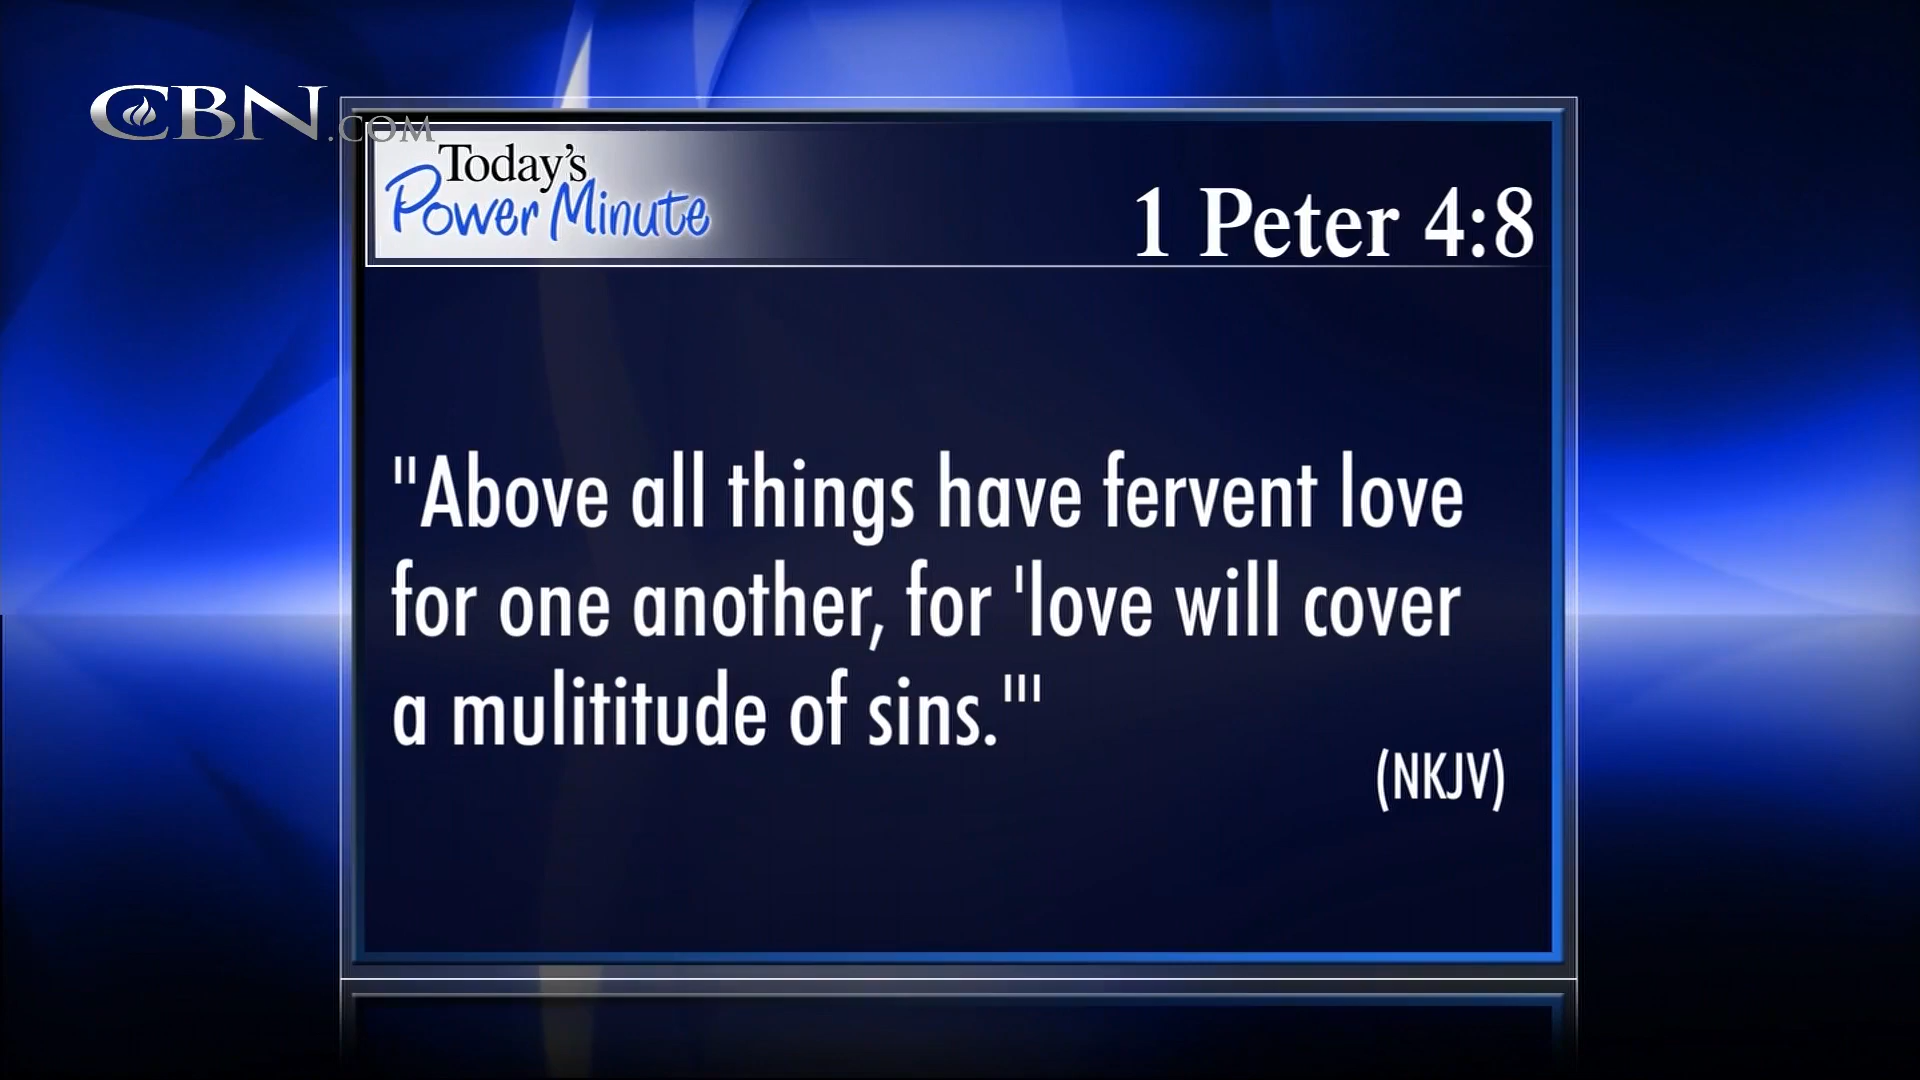 CBN.COM
Today's
Power Minute
1 Peter 4:8
"Above all things have fervent love
for one another, for 'love will cover
a mulititude of sins.'"
(NKJV)